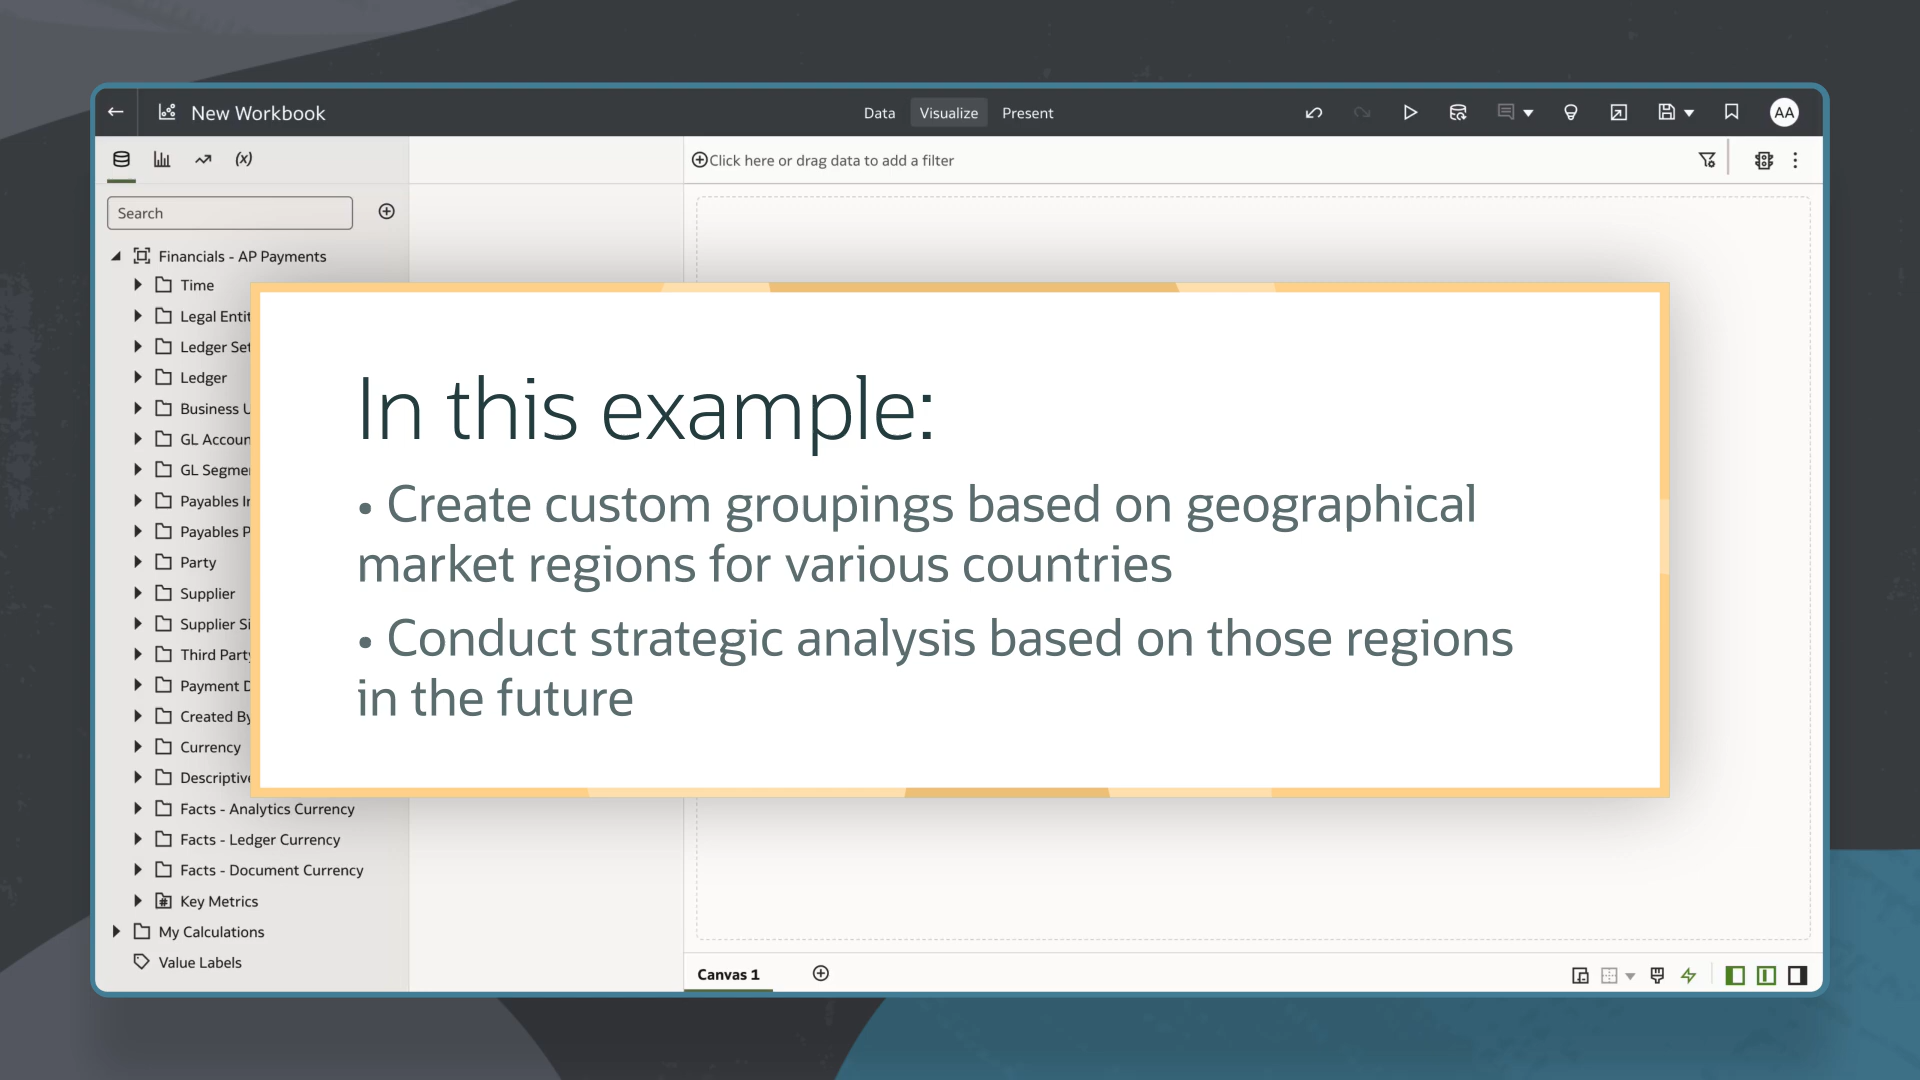 New Workbook
Data
Visualize
Present
AA
(x)
Click here or drag data to add a filter
Search
Financials - AP Payments
Time
Legal Entit
Ledger Set
Ledger
Business U
GL Accoun
GL Segmen
Payables In
Payables P
Party
Supplier
Supplier Si
Third Party
Payment D
Created By
Currency
Descriptive
Facts - Analytics Currency
Facts - Ledger Currency
Facts - Document Currency
Key Metrics
My Calculations
Value Labels
In this example:
• Create custom groupings based on geographical
market regions for various countries
• Conduct strategic analysis based on those regions
in the future
Canvas 1